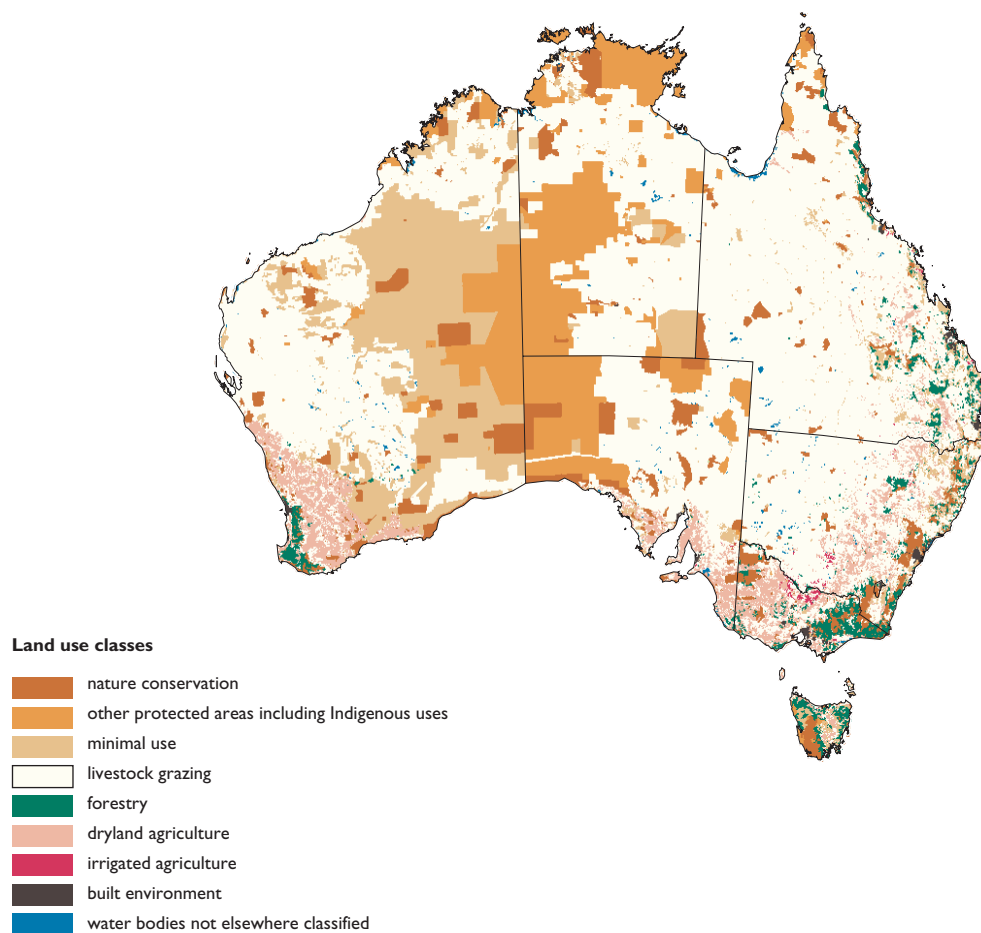 Land use classes
nature conservation
other protected areas including Indigenous uses
minimal use
livestock grazing
forestry
dryland agriculture
irrigated agriculture
built environment
water bodies not elsewhere classified